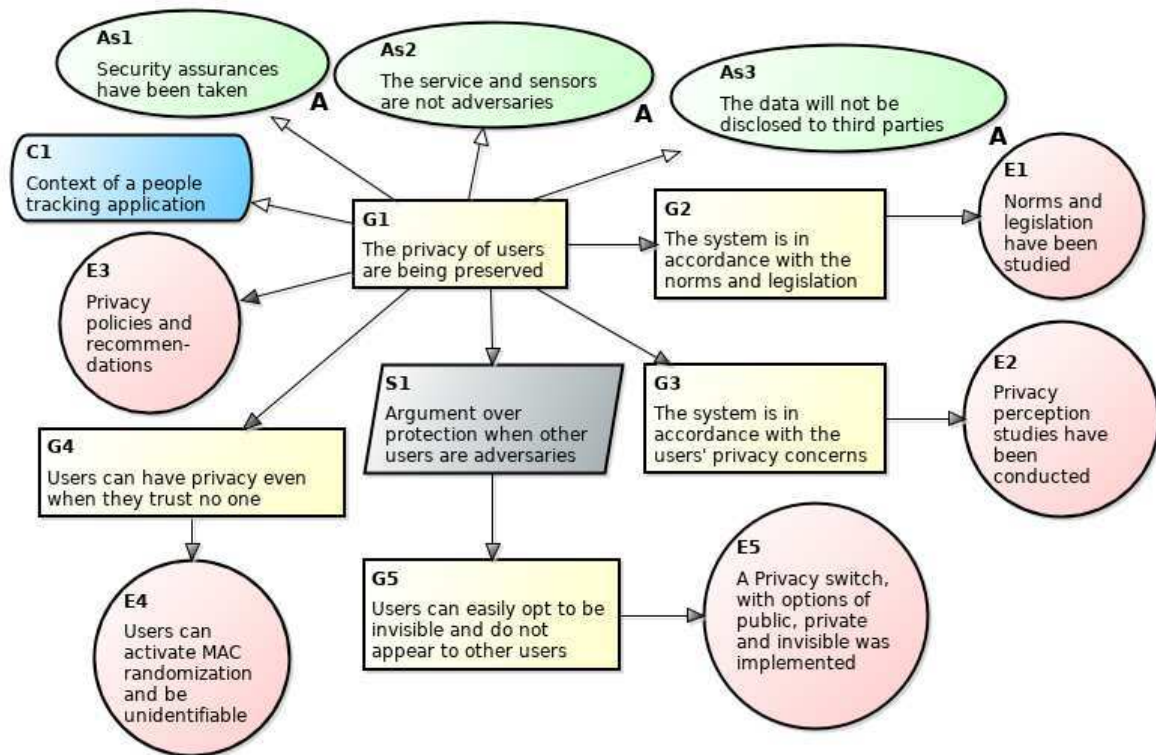 As1
Security assurances
have been taken
A
As2
The service and sensors
are not adversaries
A
As3
The data will not be
disclosed to third parties
A
C1
Context of a people
tracking application
G1
The privacy of users
are being preserved
G2
The system is in
accordance with the
norms and legislation
E1
Norms and
legislation
have been
studied
E3
Privacy
policies and
recommen-
dations
S1
Argument over
protection when other
users are adversaries
G3
The system is in
accordance with the
users' privacy concerns
E2
Privacy
perception
studies have
been
conducted
G4
Users can have privacy even
when they trust no one
G5
Users can easily opt to be
invisible and do not
appear to other users
E5
A Privacy switch,
with options of
public, private
and invisible was
implemented
E4
Users can
activate MAC
randomization
and be
unidentifiable